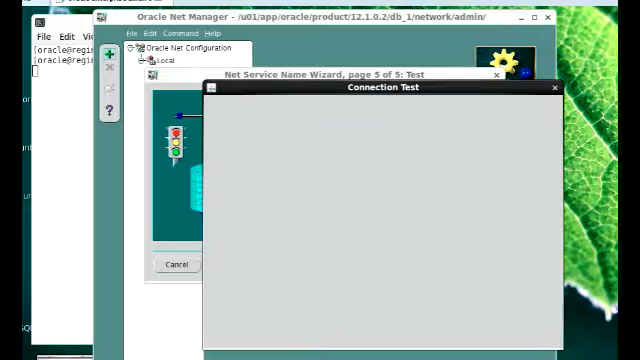 Oracle Net Manager - /u01/app/oracle/product/12.1.0.2/db_1/network/admin/
File Edit
[oracle@regin
[oracle@regin
File Edit Command Help
Oracle Net Configuration
Local
Net Service Name Wizard, page 5 of 5: Test
Connection Test
Cancel